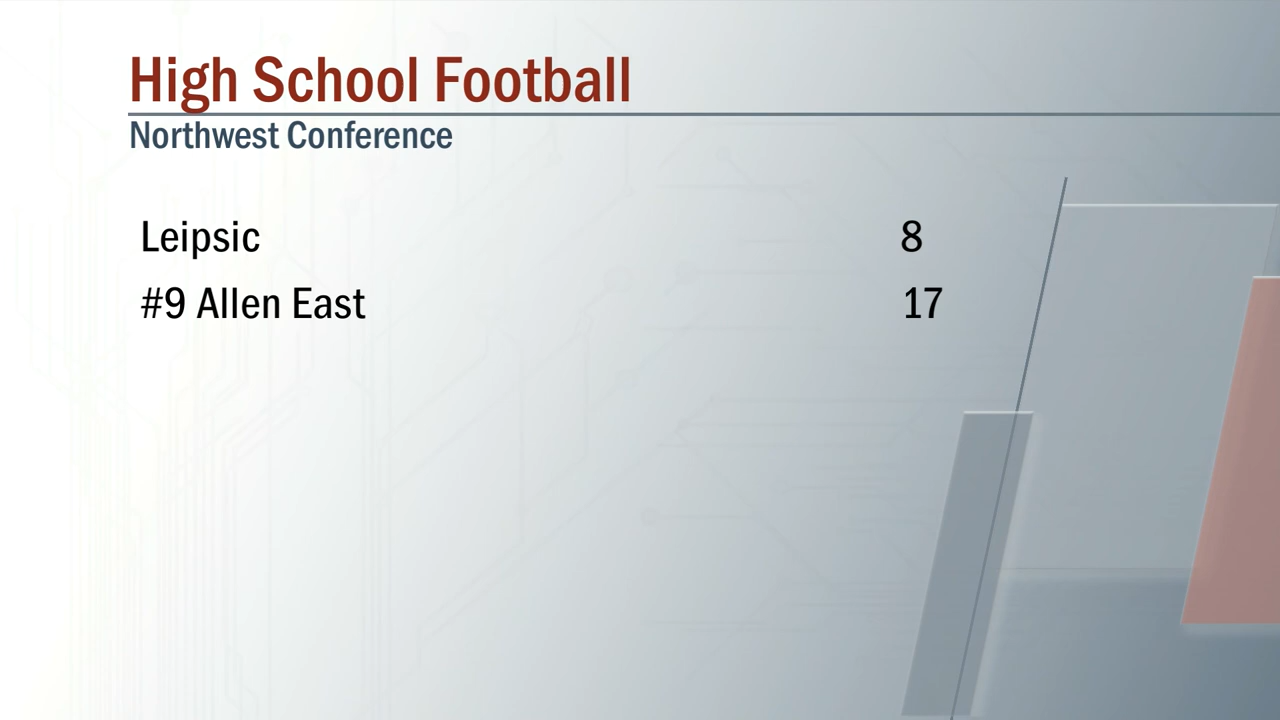 High School Football
Northwest Conference
Leipsic 8
#9 Allen East 17